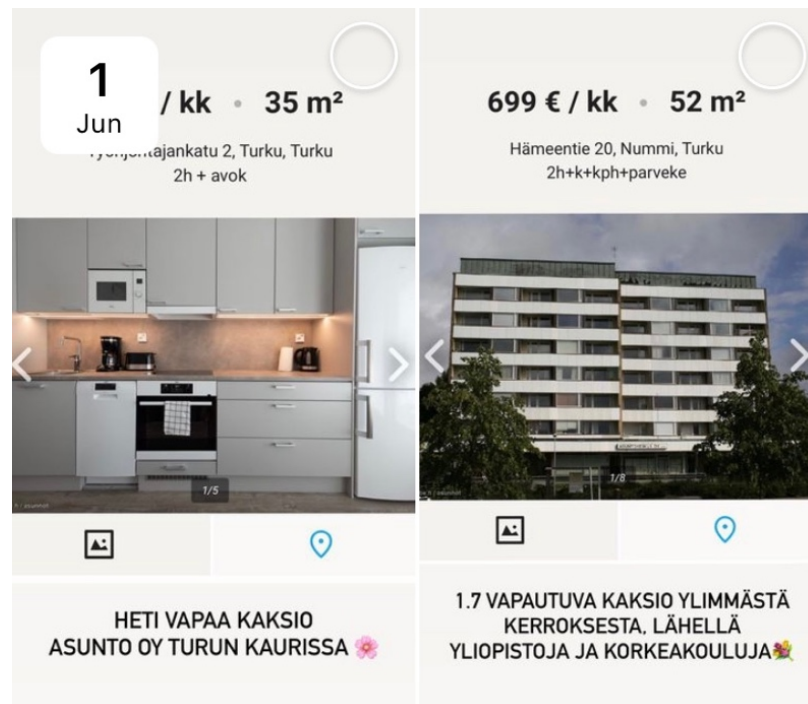 1
Jun
/ kk • 35 m²
2, Turku, Turku
2h + avok
1/5
HETI VAPAA KAKSIO
ASUNTO OY TURUN KAURISSA 🌸
699 € / kk • 52 m²
Hämeentie 20, Nummi, Turku
2h+k+kph+parveke
1/8
1.7 VAPAUTUVA KAKSIO YLIMMÄSTÄ
KERROKSESTA, LÄHELLÄ
YLIOPISTOJA JA KORKEAKOULUJA💐